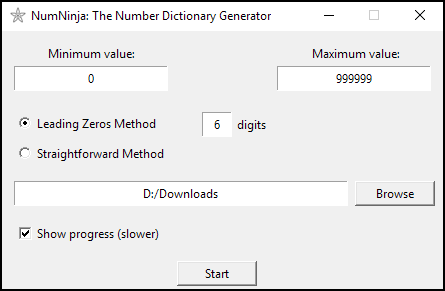 NumNinja: The Number Dictionary Generator
Minimum value: Maximum value:
0 999999
Leading Zeros Method 6 digits
Straightforward Method
D:/Downloads Browse
Show progress (slower)
Start